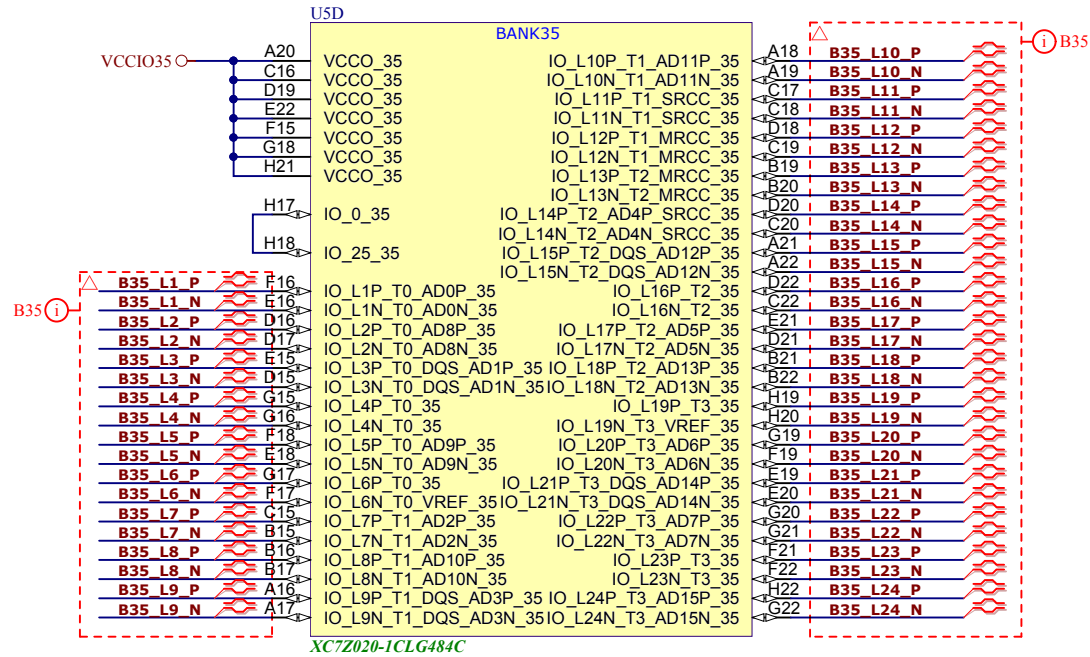 U5D
BANK35
VCCIO35
A20 VCCO_35
C16 VCCO_35
D19 VCCO_35
E22 VCCO_35
F15 VCCO_35
G18 VCCO_35
H21 VCCO_35
H17 IO_0_35
H18 IO_25_35
B35 i
B35_L1_P F16 IO_L1P_T0_AD0P_35
B35_L1_N E16 IO_L1N_T0_AD0N_35
B35_L2_P D16 IO_L2P_T0_AD8P_35
B35_L2_N D17 IO_L2N_T0_AD8N_35
B35_L3_P E15 IO_L3P_T0_DQS_AD1P_35
B35_L3_N D15 IO_L3N_T0_DQS_AD1N_35
B35_L4_P G15 IO_L4P_T0_35
B35_L4_N G16 IO_L4N_T0_35
B35_L5_P F18 IO_L5P_T0_AD9P_35
B35_L5_N E18 IO_L5N_T0_AD9N_35
B35_L6_P G17 IO_L6P_T0_35
B35_L6_N F17 IO_L6N_T0_VREF_35
B35_L7_P C15 IO_L7P_T1_AD2P_35
B35_L7_N B15 IO_L7N_T1_AD2N_35
B35_L8_P B16 IO_L8P_T1_AD10P_35
B35_L8_N B17 IO_L8N_T1_AD10N_35
B35_L9_P A16 IO_L9P_T1_DQS_AD3P_35
B35_L9_N A17 IO_L9N_T1_DQS_AD3N_35
IO_L10P_T1_AD11P_35 A18 B35_L10_P
IO_L10N_T1_AD11N_35 A19 B35_L10_N
IO_L11P_T1_SRCC_35 C17 B35_L11_P
IO_L11N_T1_SRCC_35 C18 B35_L11_N
IO_L12P_T1_MRCC_35 D18 B35_L12_P
IO_L12N_T1_MRCC_35 C19 B35_L12_N
IO_L13P_T2_MRCC_35 B19 B35_L13_P
IO_L13N_T2_MRCC_35 B20 B35_L13_N
IO_L14P_T2_AD4P_SRCC_35 D20 B35_L14_P
IO_L14N_T2_AD4N_SRCC_35 C20 B35_L14_N
IO_L15P_T2_DQS_AD12P_35 A21 B35_L15_P
IO_L15N_T2_DQS_AD12N_35 A22 B35_L15_N
IO_L16P_T2_35 D22 B35_L16_P
IO_L16N_T2_35 C22 B35_L16_N
IO_L17P_T2_AD5P_35 E21 B35_L17_P
IO_L17N_T2_AD5N_35 D21 B35_L17_N
IO_L18P_T2_AD13P_35 B21 B35_L18_P
IO_L18N_T2_AD13N_35 B22 B35_L18_N
IO_L19P_T3_35 H19 B35_L19_P
IO_L19N_T3_VREF_35 H20 B35_L19_N
IO_L20P_T3_AD6P_35 G19 B35_L20_P
IO_L20N_T3_AD6N_35 F19 B35_L20_N
IO_L21P_T3_DQS_AD14P_35 E19 B35_L21_P
IO_L21N_T3_DQS_AD14N_35 E20 B35_L21_N
IO_L22P_T3_AD7P_35 G20 B35_L22_P
IO_L22N_T3_AD7N_35 G21 B35_L22_N
IO_L23P_T3_35 F21 B35_L23_P
IO_L23N_T3_35 F22 B35_L23_N
IO_L24P_T3_AD15P_35 H22 B35_L24_P
IO_L24N_T3_AD15N_35 G22 B35_L24_N
i B35
XC7Z020-1CLG484C